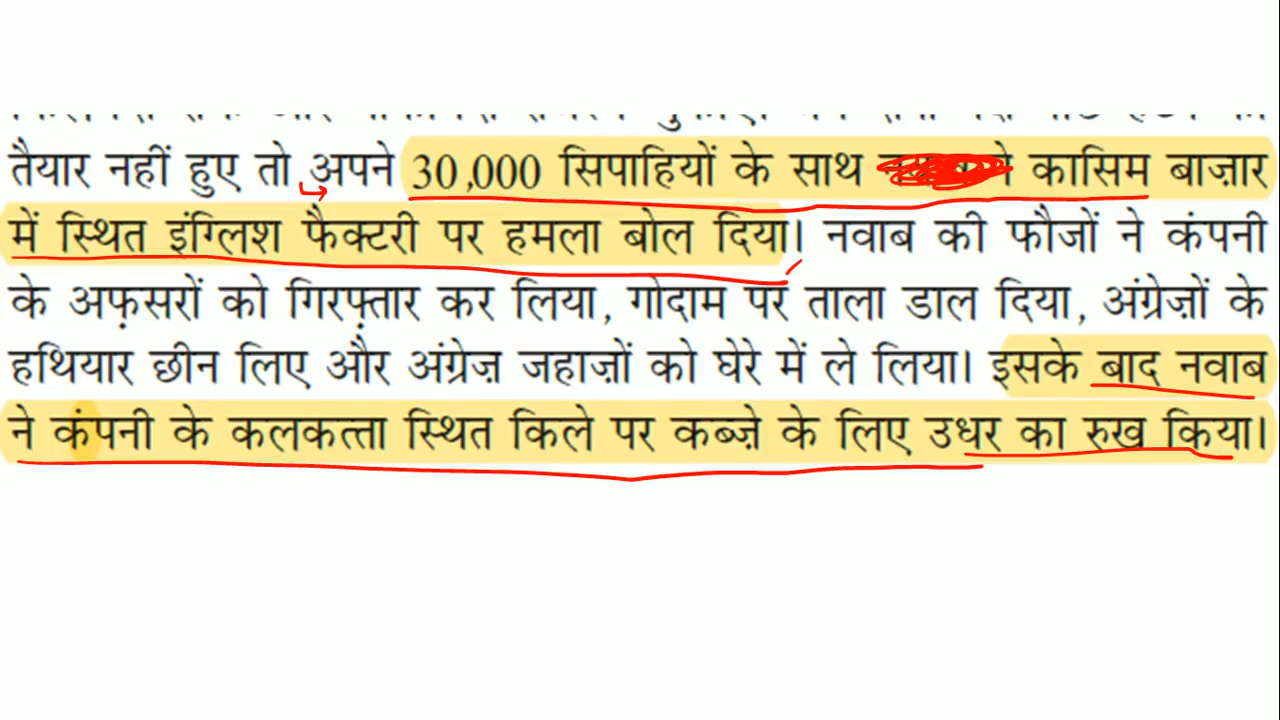 तैयार नहीं हुए तो अपने 30,000 सिपाहियों के साथ ने कासिम बाज़ार
में स्थित इंग्लिश फ़ैक्टरी पर हमला बोल दिया। नवाब की फ़ौजों ने कंपनी
के अफ़सरों को गिरफ़्तार कर लिया, गोदाम पर ताला डाल दिया, अंग्रेज़ों के
हथियार छीन लिए और अंग्रेज़ जहाज़ों को घेरे में ले लिया। इसके बाद नवाब
ने कंपनी के कलकत्ता स्थित किले पर कब्ज़े के लिए उधर का रुख किया।